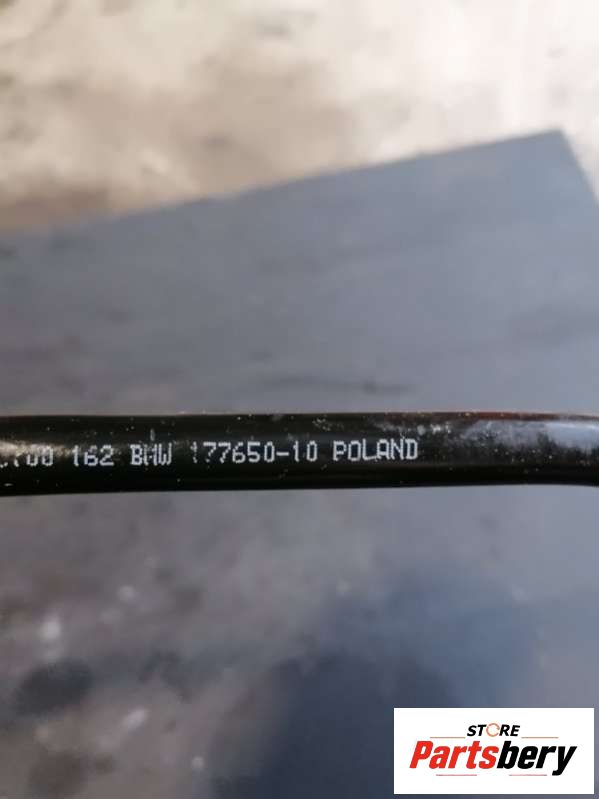 162 BMW 177650-10 POLAND
STORE
Partsbery